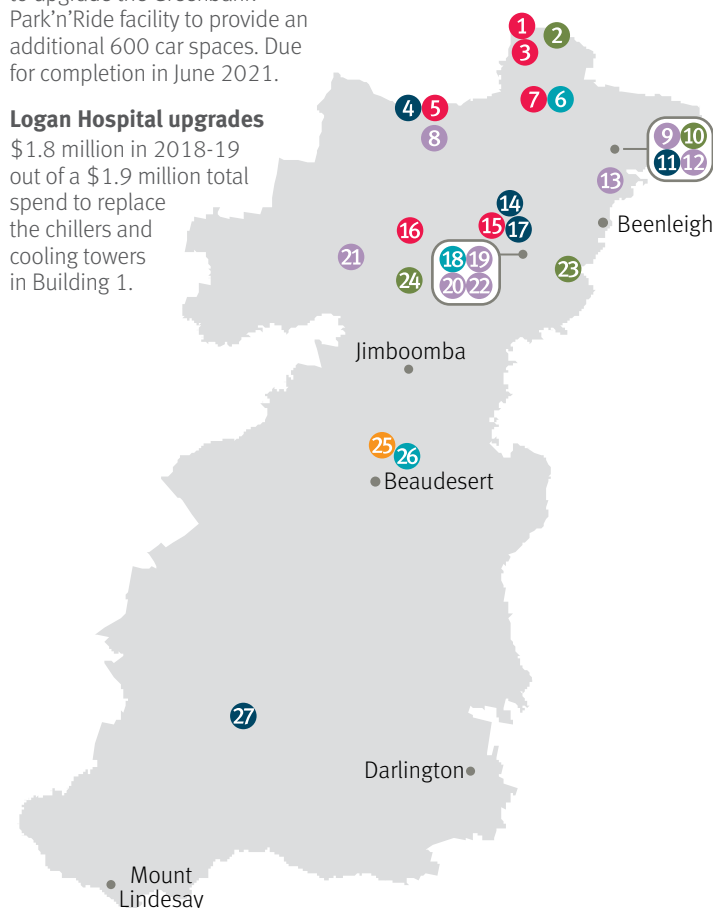 Park’n’Ride facility to provide an
additional 600 car spaces. Due
for completion in June 2021.
Logan Hospital upgrades
$1.8 million in 2018-19
out of a $1.9 million total
spend to replace
the chillers and
cooling towers
in Building 1.
1
2
3
4 5
7 6
8
9 10
11 12
13
14
15 17
16
Beenleigh
18 19
20 22
21
23
24
Jimboomba
25
26
Beaudesert
27
Darlington
Mount
Lindesay